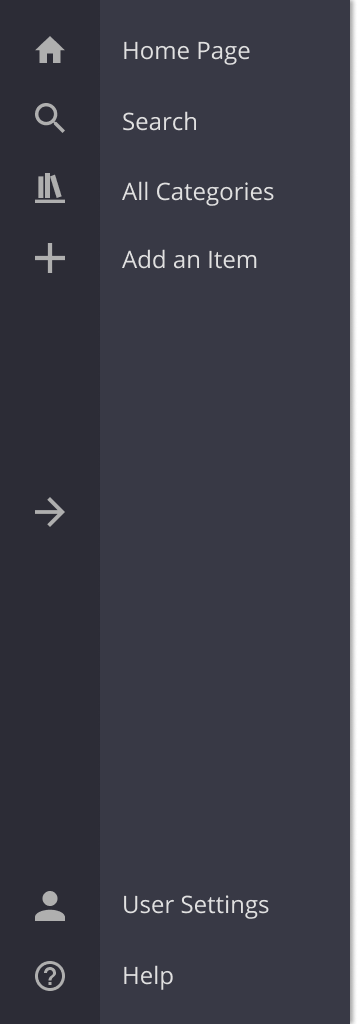 Home Page
Search
All Categories
Add an Item
User Settings
Help